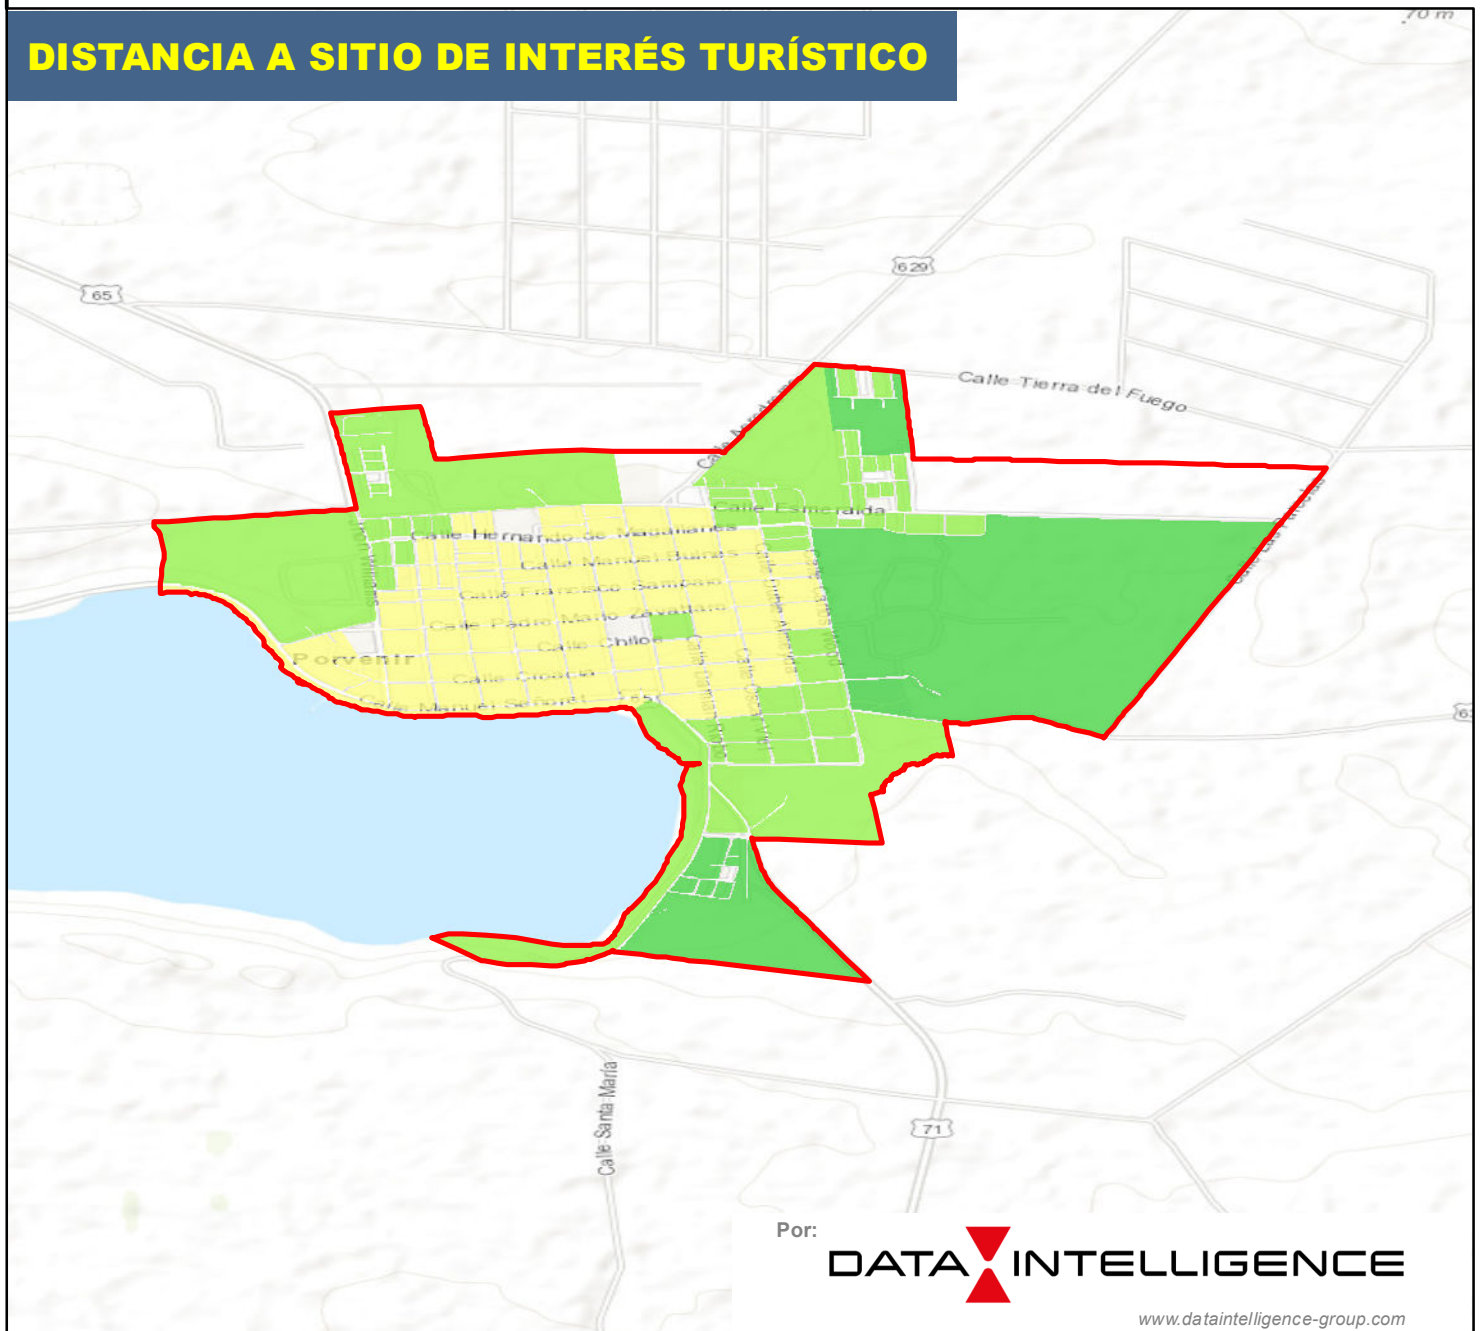 70 m
DISTANCIA A SITIO DE INTERÉS TURÍSTICO
629
65
Calle Tierra del Fuego
Calle Esmeralda
Calle Hernando de Magallanes
Calle Manuel Bulnes
Calle Francisco Sampaio
Calle Padre Mario Zavattaro
Calle Chiloé
Porvenir
Calle Croacia
Calle Manuel Señoret
Calle Santa María
71
Por:
DATA INTELLIGENCE
www.dataintelligence-group.com